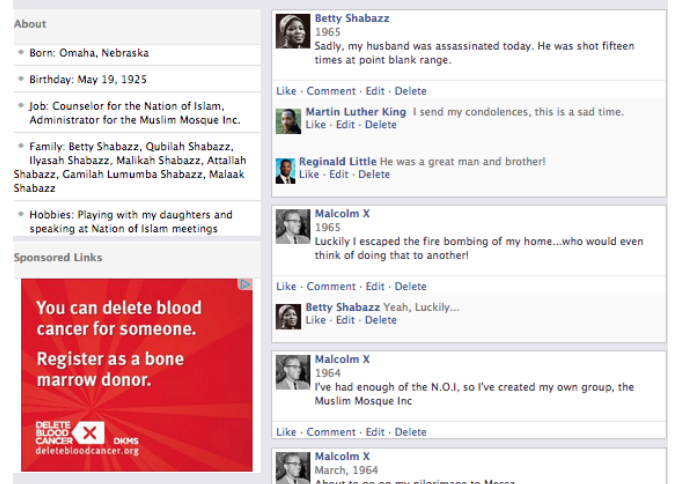 About
Born: Omaha, Nebraska
Birthday: May 19, 1925
Job: Counselor for the Nation of Islam,
Administrator for the Muslim Mosque Inc.
Family: Betty Shabazz, Qubilah Shabazz,
Ilyasah Shabazz, Malikah Shabazz, Attallah
Shabazz, Gamilah Lumumba Shabazz, Malaak
Shabazz
Hobbies: Playing with my daughters and
speaking at Nation of Islam meetings
Sponsored Links
You can delete blood
cancer for someone.
Register as a bone
marrow donor.
DELETE
BLOOD
CANCER
DKMS
deletebloodcancer.org
Betty Shabazz
1965
Sadly, my husband was assassinated today. He was shot fifteen
times at point blank range.
Like · Comment · Edit · Delete
Martin Luther King I send my condolences, this is a sad time.
Like · Edit · Delete
Reginald Little He was a great man and brother!
Like · Edit · Delete
Malcolm X
1965
Luckily I escaped the fire bombing of my home...who would even
think of doing that to another!
Like · Comment · Edit · Delete
Betty Shabazz Yeah, Luckily...
Like · Edit · Delete
Malcolm X
1964
I've had enough of the N.O.I, so I've created my own group, the
Muslim Mosque Inc
Like · Comment · Edit · Delete
Malcolm X
March, 1964
About to go on my pilgrimage to Mecca